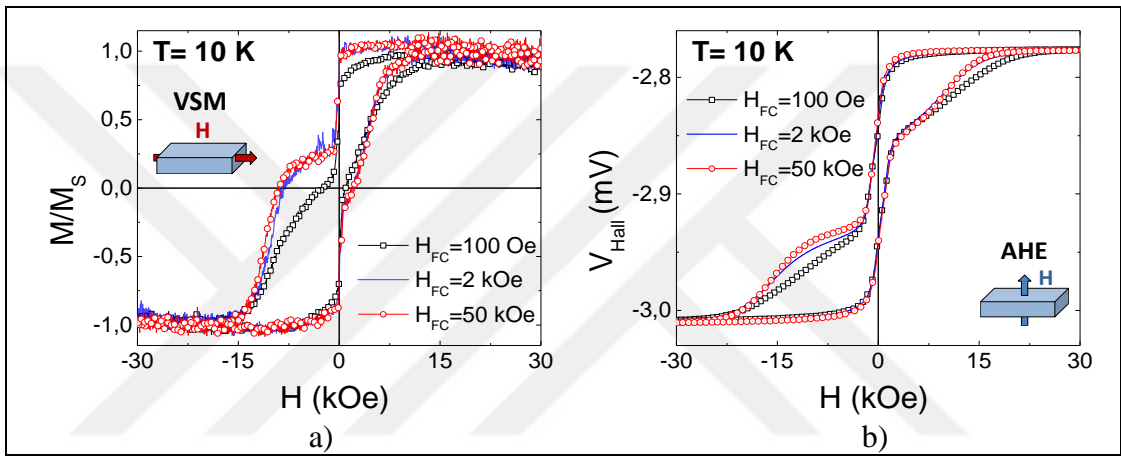 T= 10 K
VSM
H
H_FC=100 Oe
H_FC=2 kOe
H_FC=50 kOe
M/M_S
1,0
0,5
0,0
-0,5
-1,0
-30 -15 0 15 30
H (kOe)
a)
T= 10 K
H_FC=100 Oe
H_FC=2 kOe
H_FC=50 kOe
AHE
H
V_Hall (mV)
-2,8
-2,9
-3,0
-30 -15 0 15 30
H (kOe)
b)